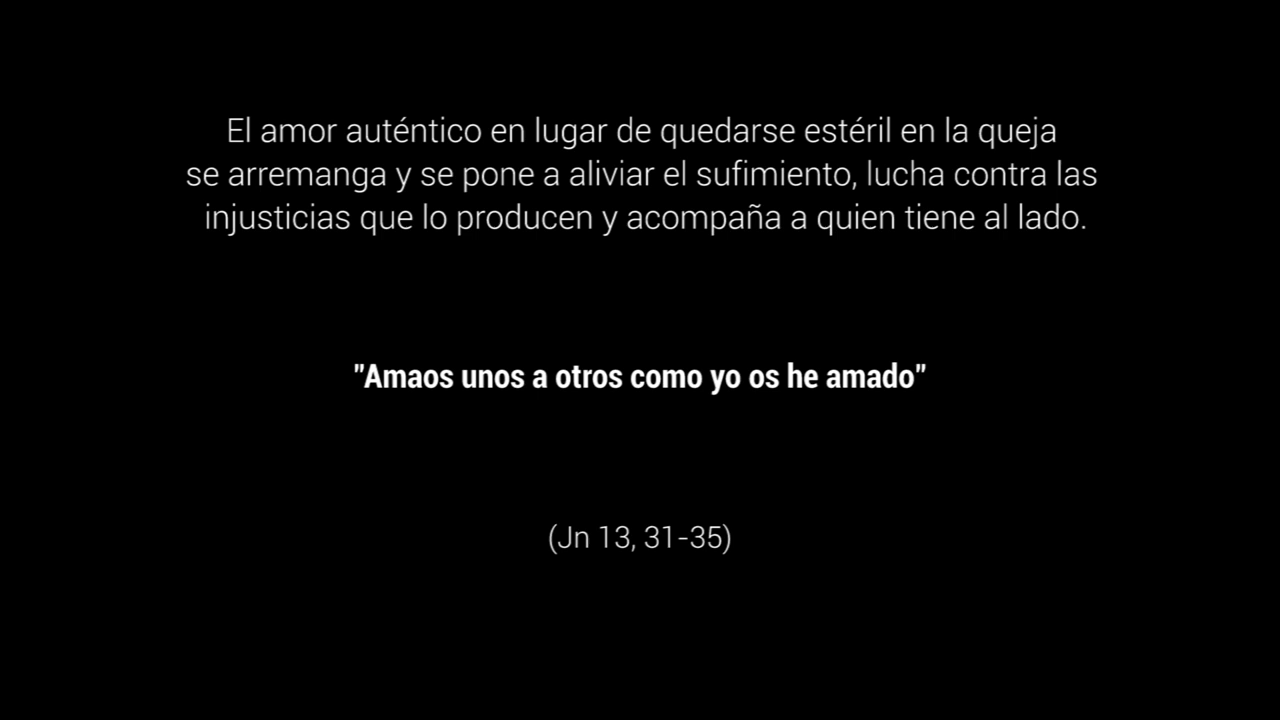 El amor auténtico en lugar de quedarse estéril en la queja
se arremanga y se pone a aliviar el sufimiento, lucha contra las
injusticias que lo producen y acompaña a quien tiene al lado.
"Amaos unos a otros como yo os he amado"
(Jn 13, 31-35)